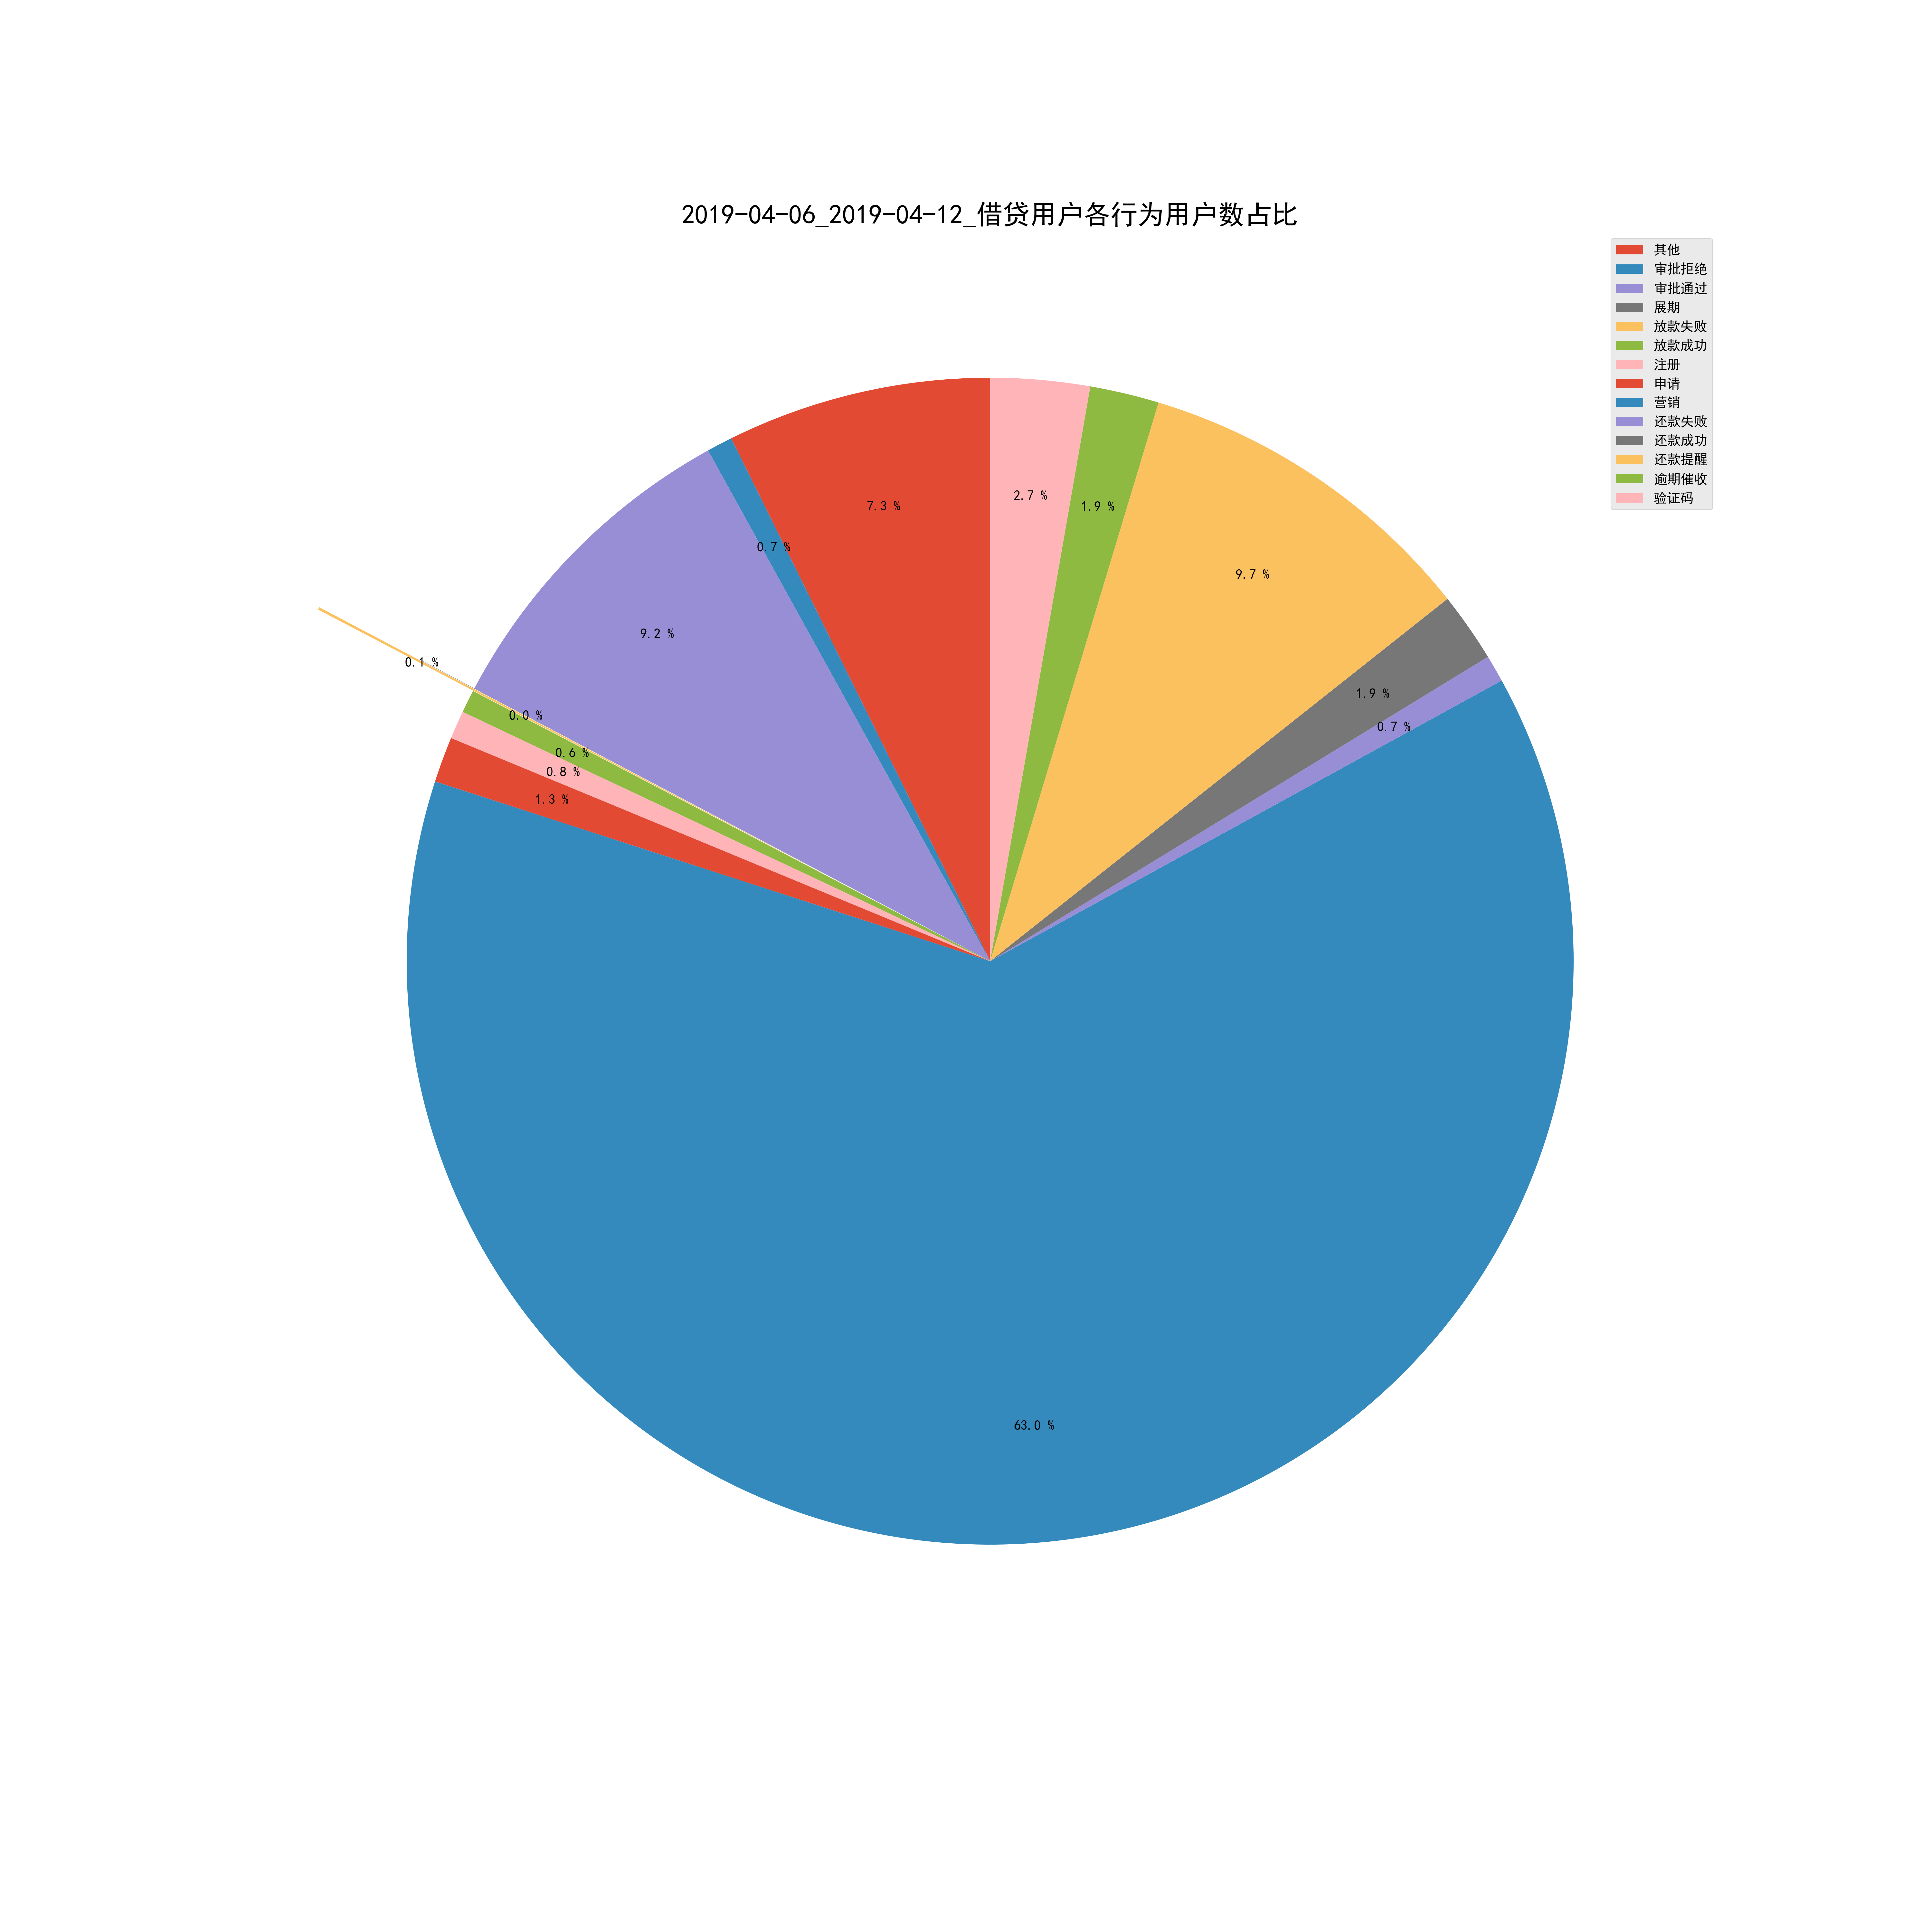 2019-04-06_2019-04-12_借贷用户各行为用户数占比
其他
审批拒绝
审批通过
展期
放款失败
放款成功
注册
申请
营销
还款失败
还款成功
还款提醒
逾期催收
验证码
2.7 %
7.3 %
1.9 %
0.7 %
9.7 %
9.2 %
0.1 %
1.9 %
0.0 %
0.7 %
0.6 %
0.8 %
1.3 %
63.0 %